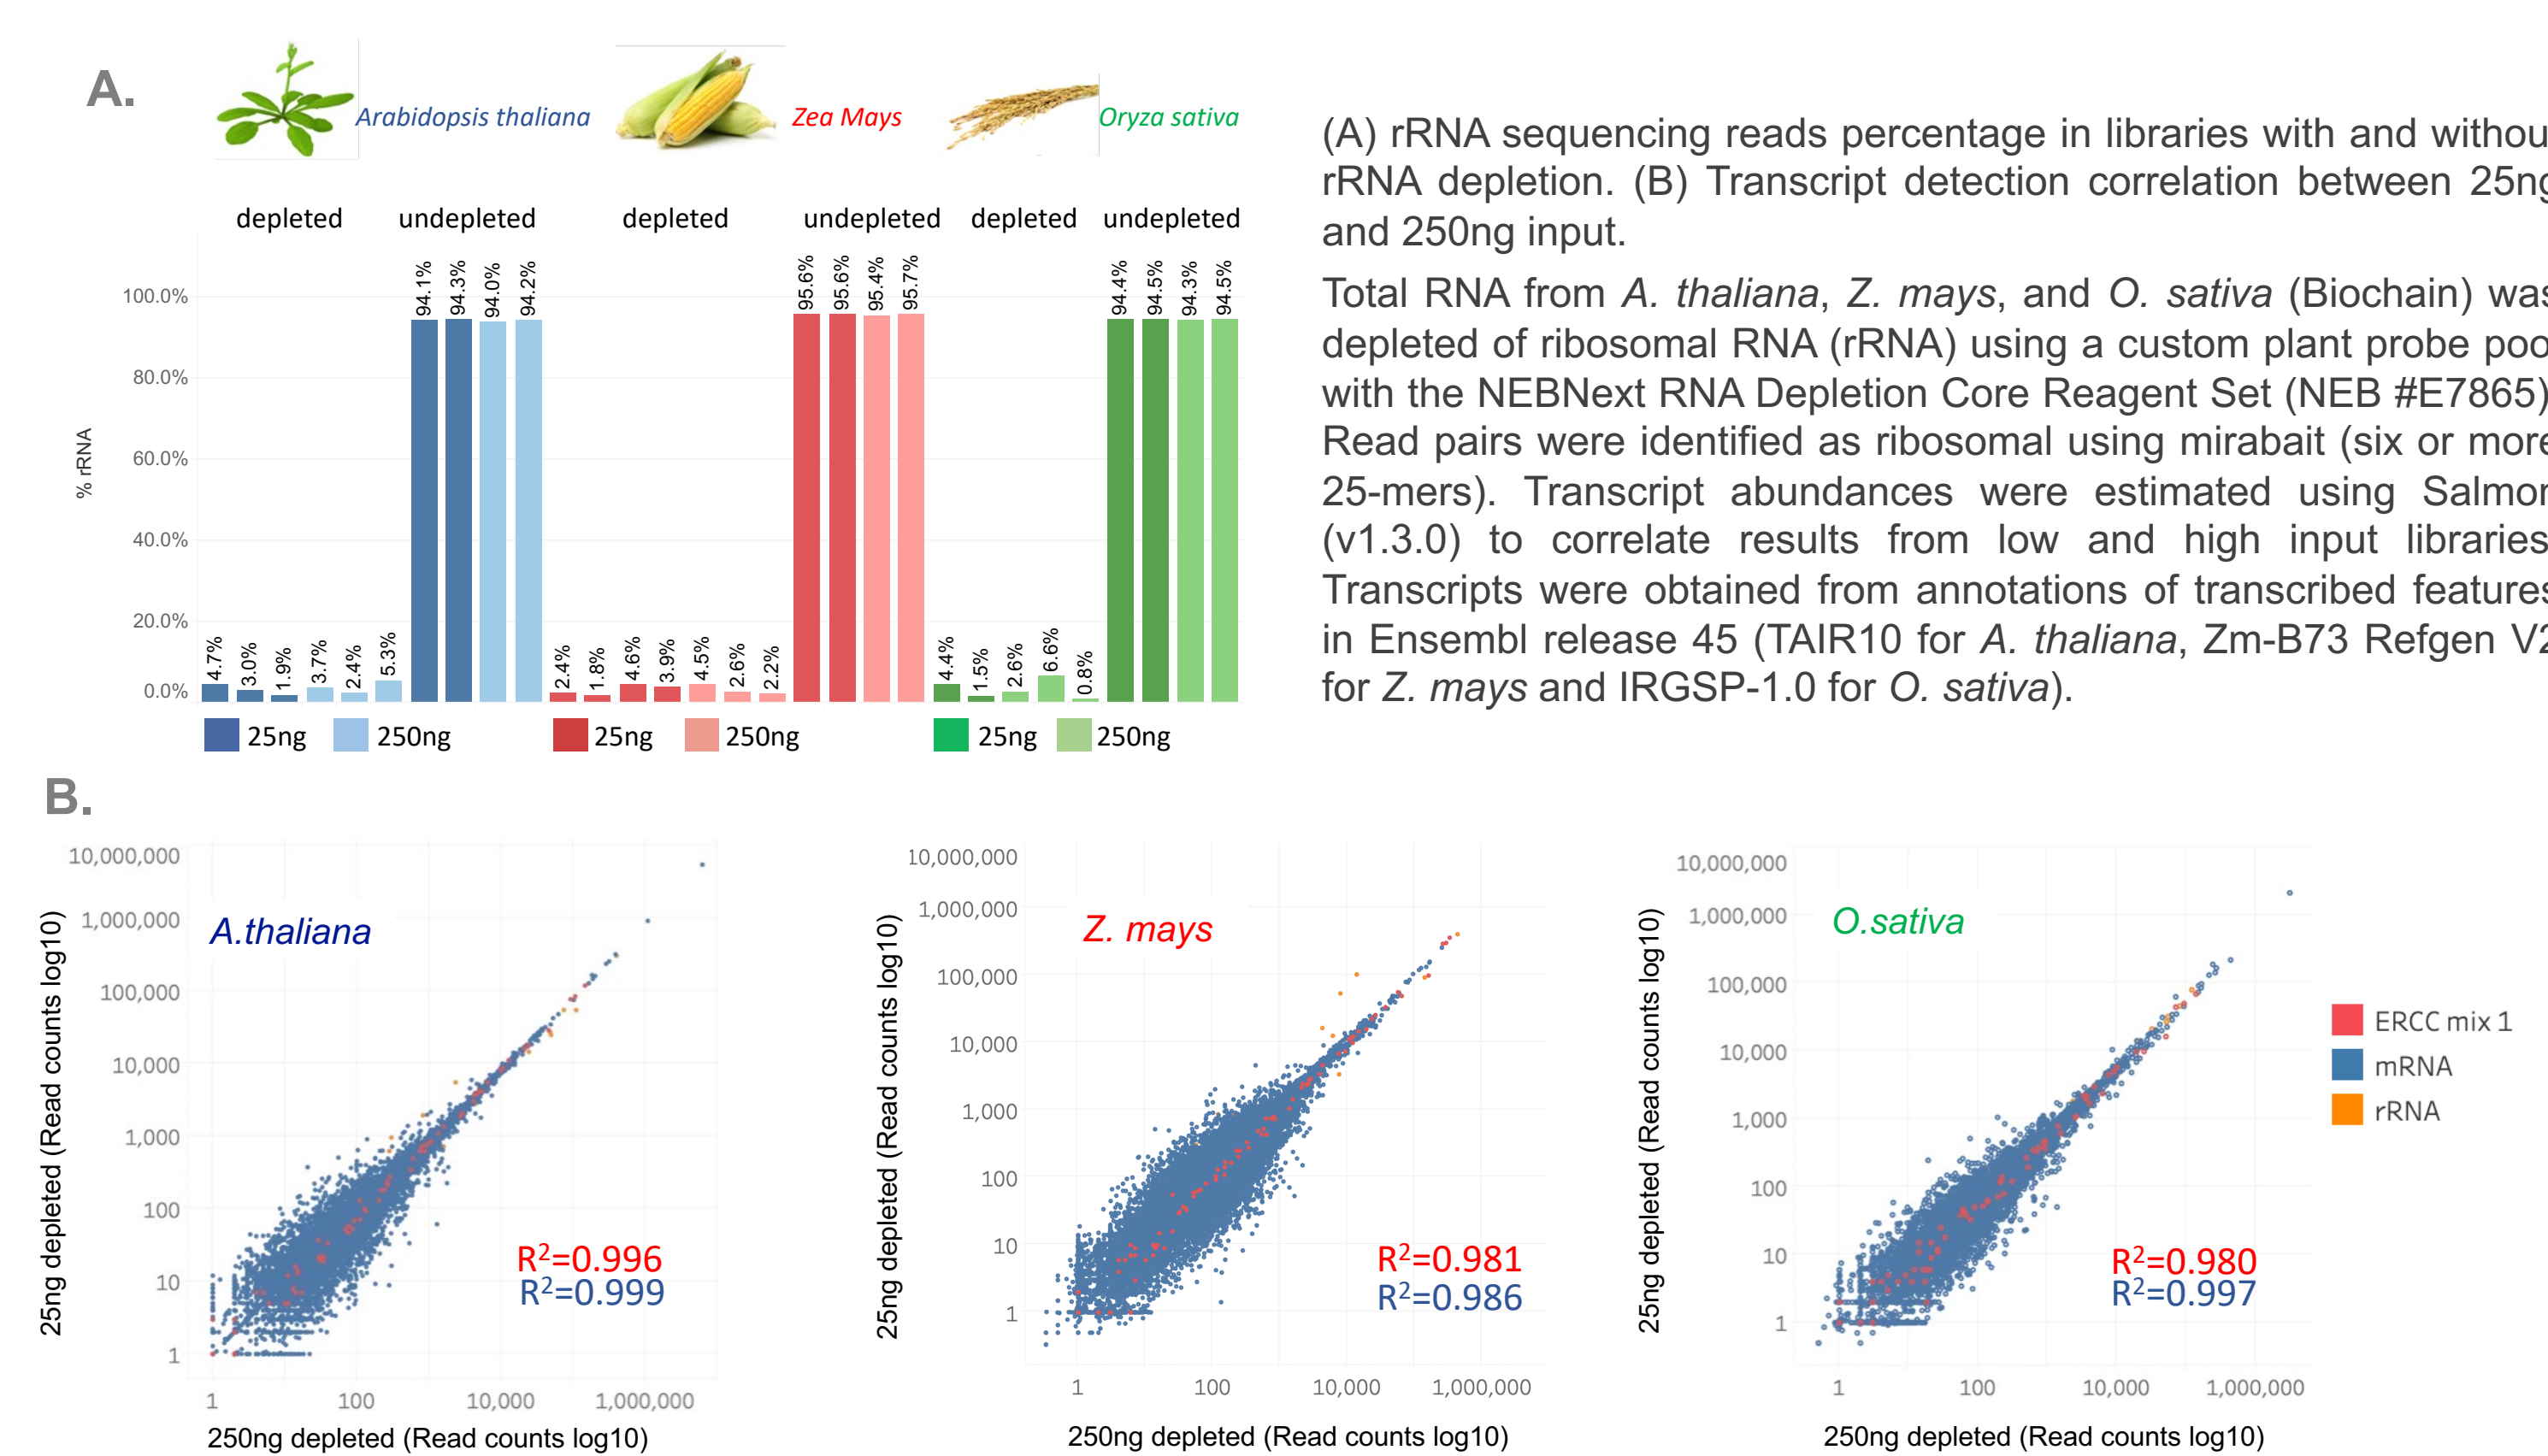 A.
Arabidopsis thaliana
Zea Mays
Oryza sativa
depleted undepleted depleted undepleted depleted undepleted
% rRNA
100.0%
80.0%
60.0%
40.0%
20.0%
0.0%
4.7%
3.0%
1.9%
3.7%
2.4%
5.3%
94.1%
94.3%
94.0%
94.2%
2.4%
1.8%
4.6%
3.9%
4.5%
2.6%
2.2%
95.6%
95.6%
95.4%
95.7%
4.4%
1.5%
2.6%
6.6%
0.8%
94.4%
94.5%
94.3%
94.5%
25ng 250ng 25ng 250ng 25ng 250ng
(A) rRNA sequencing reads percentage in libraries with and withou
rRNA depletion. (B) Transcript detection correlation between 25ng
and 250ng input.
Total RNA from A. thaliana, Z. mays, and O. sativa (Biochain) was
depleted of ribosomal RNA (rRNA) using a custom plant probe poo
with the NEBNext RNA Depletion Core Reagent Set (NEB #E7865)
Read pairs were identified as ribosomal using mirabait (six or more
25-mers). Transcript abundances were estimated using Salmon
(v1.3.0) to correlate results from low and high input libraries
Transcripts were obtained from annotations of transcribed features
in Ensembl release 45 (TAIR10 for A. thaliana, Zm-B73 Refgen V2
for Z. mays and IRGSP-1.0 for O. sativa).
B.
25ng depleted (Read counts log10)
10,000,000
1,000,000
100,000
10,000
1,000
100
10
1
A.thaliana
R²=0.996
R²=0.999
1 100 10,000 1,000,000
250ng depleted (Read counts log10)
25ng depleted (Read counts log10)
10,000,000
1,000,000
100,000
10,000
1,000
100
10
1
Z. mays
R²=0.981
R²=0.986
1 100 10,000 1,000,000
250ng depleted (Read counts log10)
25ng depleted (Read counts log10)
10,000,000
1,000,000
100,000
10,000
1,000
100
10
1
O.sativa
R²=0.980
R²=0.997
1 100 10,000 1,000,000
250ng depleted (Read counts log10)
ERCC mix 1
mRNA
rRNA